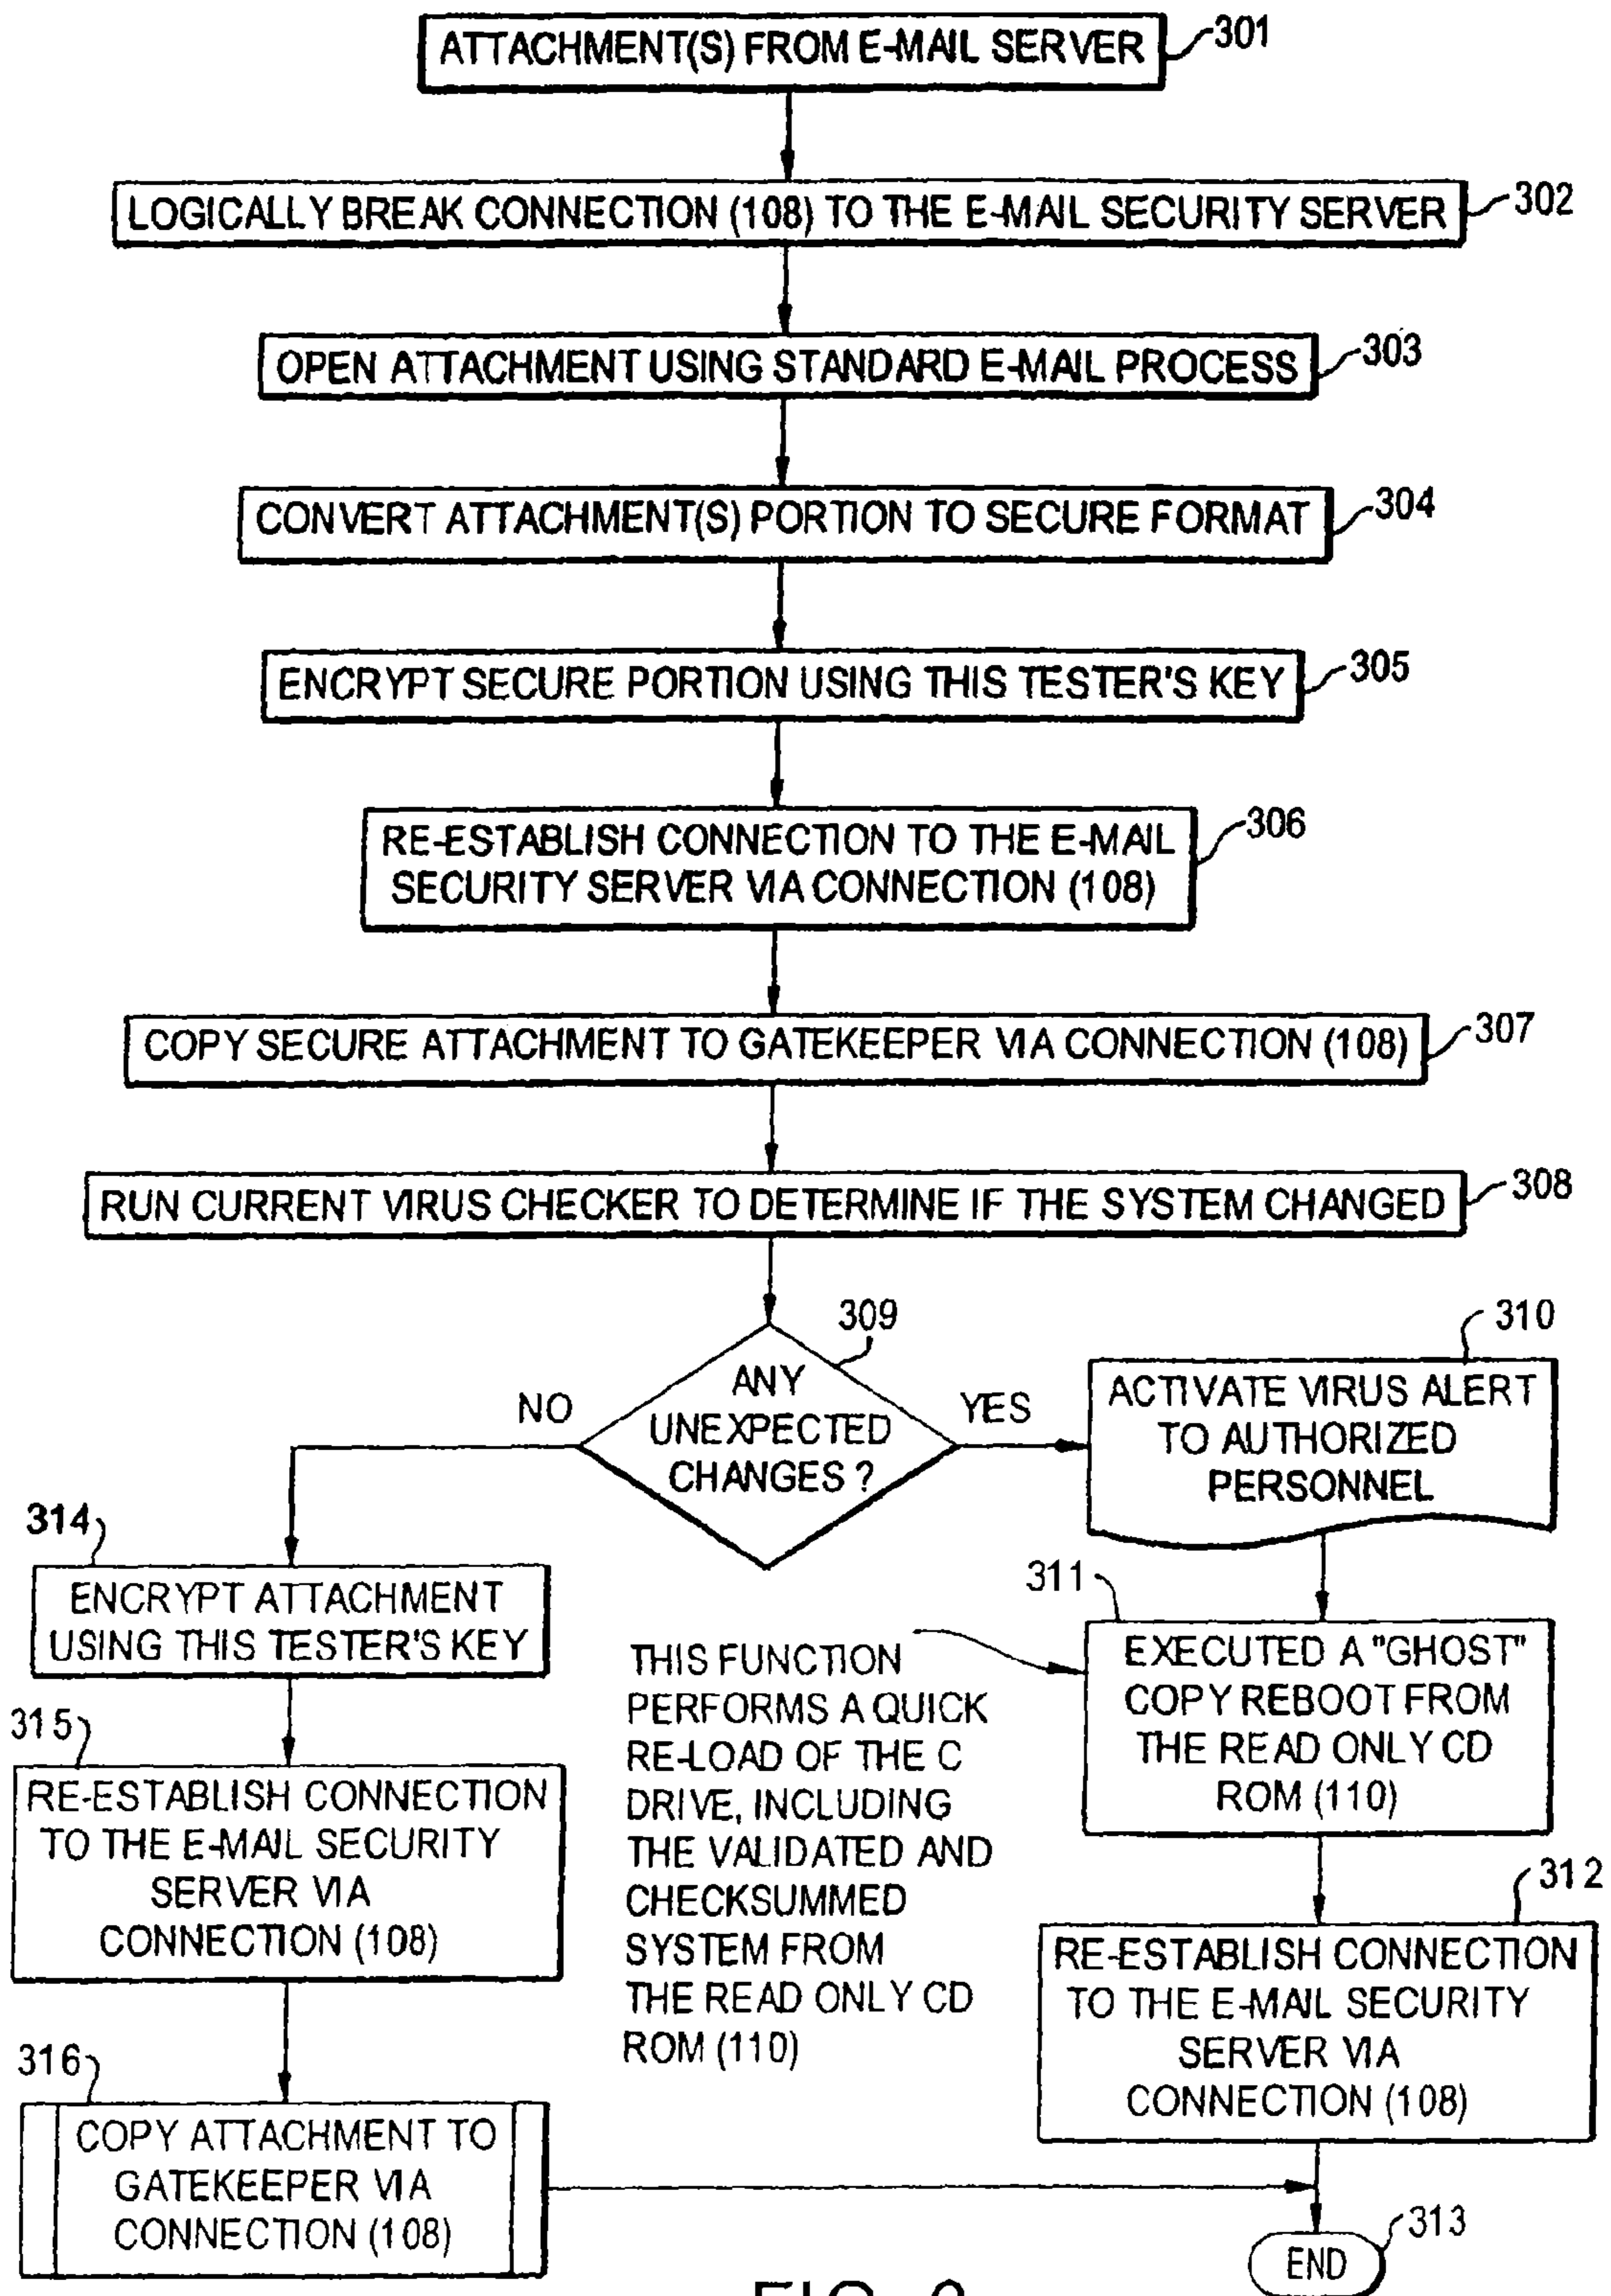 ATTACHMENT(S) FROM E-MAIL SERVER
301
LOGICALLY BREAK CONNECTION (108) TO THE E-MAIL SECURITY SERVER
302
OPEN ATTACHMENT USING STANDARD E-MAIL PROCESS
303
CONVERT ATTACHMENT(S) PORTION TO SECURE FORMAT
304
ENCRYPT SECURE PORTION USING THIS TESTER'S KEY
305
RE-ESTABLISH CONNECTION TO THE E-MAIL
SECURITY SERVER VIA CONNECTION (108)
306
COPY SECURE ATTACHMENT TO GATEKEEPER VIA CONNECTION (108)
307
RUN CURRENT VIRUS CHECKER TO DETERMINE IF THE SYSTEM CHANGED
308
309
ANY
UNEXPECTED
CHANGES ?
NO
YES
310
ACTIVATE VIRUS ALERT
TO AUTHORIZED
PERSONNEL
314
ENCRYPT ATTACHMENT
USING THIS TESTER'S KEY
311
EXECUTED A "GHOST"
COPY REBOOT FROM
THE READ ONLY CD
ROM (110)
THIS FUNCTION
PERFORMS A QUICK
RE-LOAD OF THE C
DRIVE, INCLUDING
THE VALIDATED AND
CHECKSUMMED
SYSTEM FROM
THE READ ONLY CD
ROM (110)
315
RE-ESTABLISH CONNECTION
TO THE E-MAIL SECURITY
SERVER VIA
CONNECTION (108)
312
RE-ESTABLISH CONNECTION
TO THE E-MAIL SECURITY
SERVER VIA
CONNECTION (108)
316
COPY ATTACHMENT TO
GATEKEEPER VIA
CONNECTION (108)
313
END